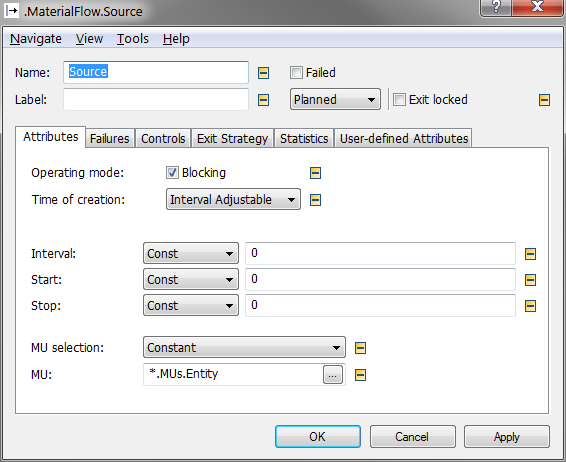 .MaterialFlow.Source
Navigate View Tools Help
Name: Source Failed
Label: Planned Exit locked
Attributes Failures Controls Exit Strategy Statistics User-defined Attributes
Operating mode: Blocking
Time of creation: Interval Adjustable
Interval: Const 0
Start: Const 0
Stop: Const 0
MU selection: Constant
MU: *.MUs.Entity ...
OK Cancel Apply